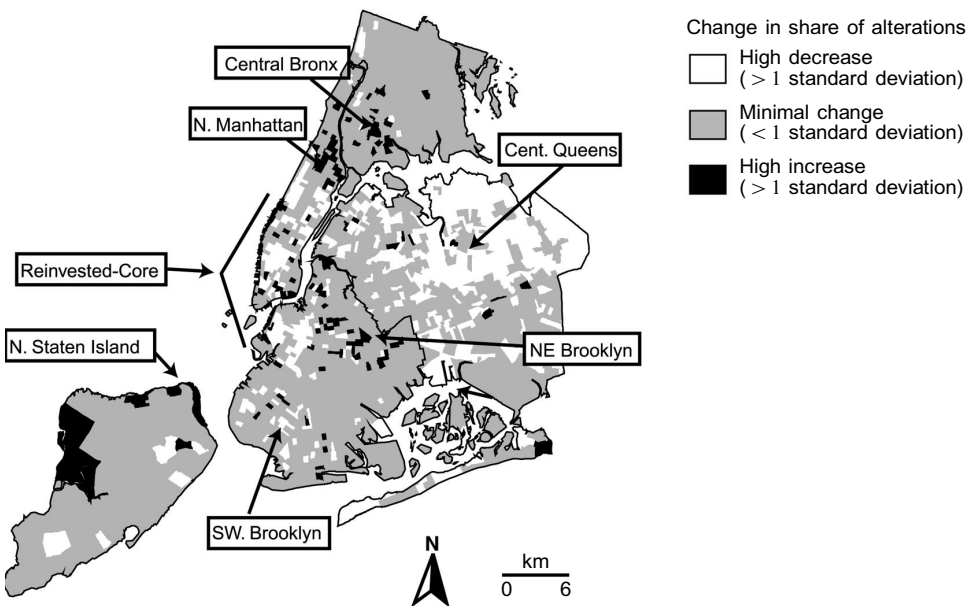 Change in share of alterations
High decrease
(> 1 standard deviation)
Minimal change
(< 1 standard deviation)
High increase
(> 1 standard deviation)
Central Bronx
N. Manhattan
Cent. Queens
Reinvested-Core
N. Staten Island
NE Brooklyn
SW. Brooklyn
N
km
0 6